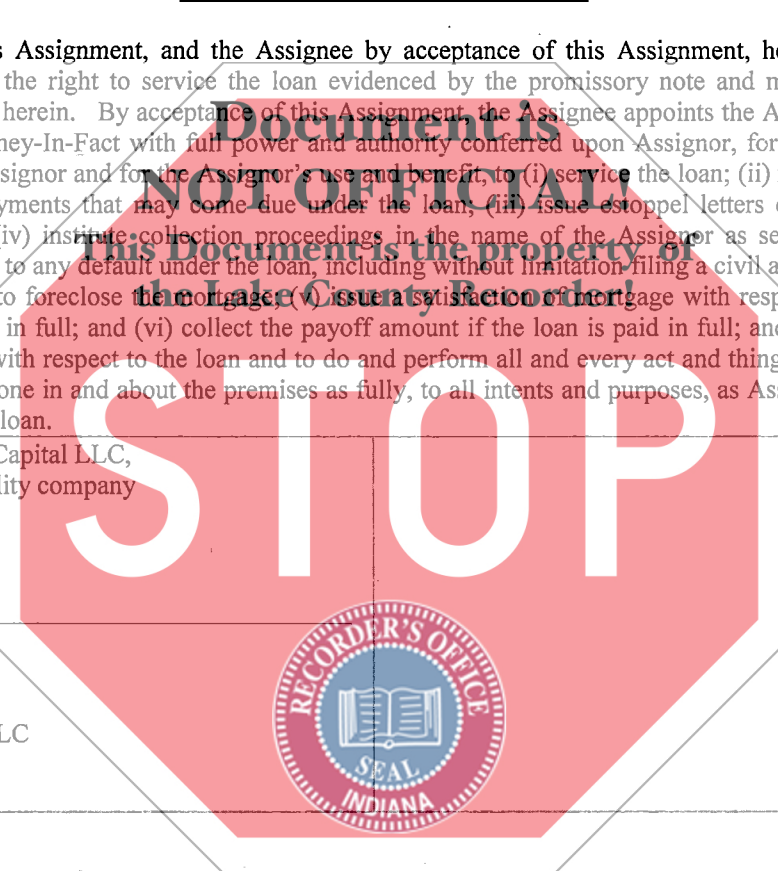 s Assignment, and the Assignee by acceptance of this Assignment, he
the right to service the loan evidenced by the promissory note and m
herein. By acceptance of this Assignment, the Assignee appoints the A
Document is
ney-In-Fact with full power and authority conferred upon Assignor, for
signor and for the Assignor's use and benefit, to (i) service the loan; (ii)
NOT OFFICIAL!
yments that may come due under the loan; (iii) issue estoppel letters
iv) institute collection proceedings in the name of the Assignor as se
This Document is the property of
to any default under the loan, including without limitation filing a civil a
the Lake County Recorder!
to foreclose the mortgage; (v) issue a satisfaction of mortgage with resp
in full; and (vi) collect the payoff amount if the loan is paid in full; and
with respect to the loan and to do and perform all and every act and thing
one in and about the premises as fully, to all intents and purposes, as Ass
loan.
Capital LLC,
lity company
STOP
RECORDER'S OFFICE
SEAL
INDIANA
LC